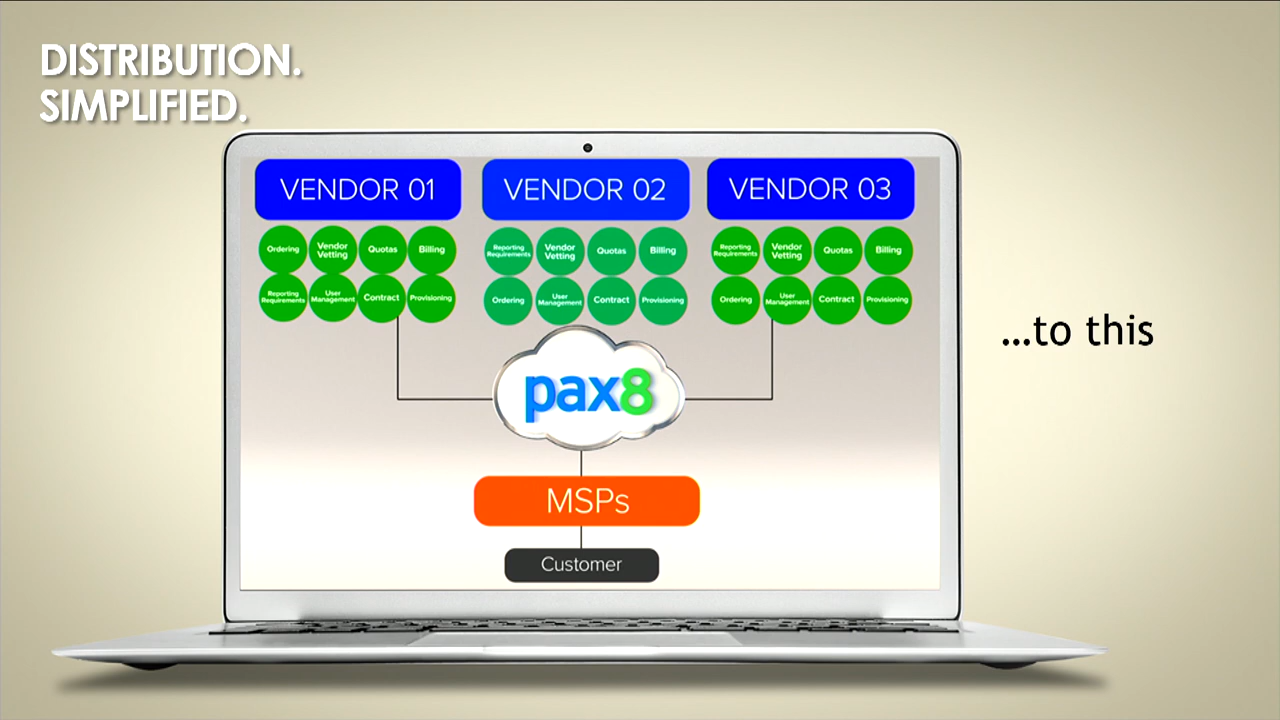 DISTRIBUTION.
SIMPLIFIED.
VENDOR 01
VENDOR 02
VENDOR 03
Ordering
Vendor
Vetting
Quotas
Billing
Reporting
Requirements
User
Management
Contract
Provisioning
Reporting
Requirements
Vendor
Vetting
Quotas
Billing
Ordering
User
Management
Contract
Provisioning
Reporting
Requirements
Vendor
Vetting
Quotas
Billing
Ordering
User
Management
Contract
Provisioning
...to this
pax8
MSPs
Customer